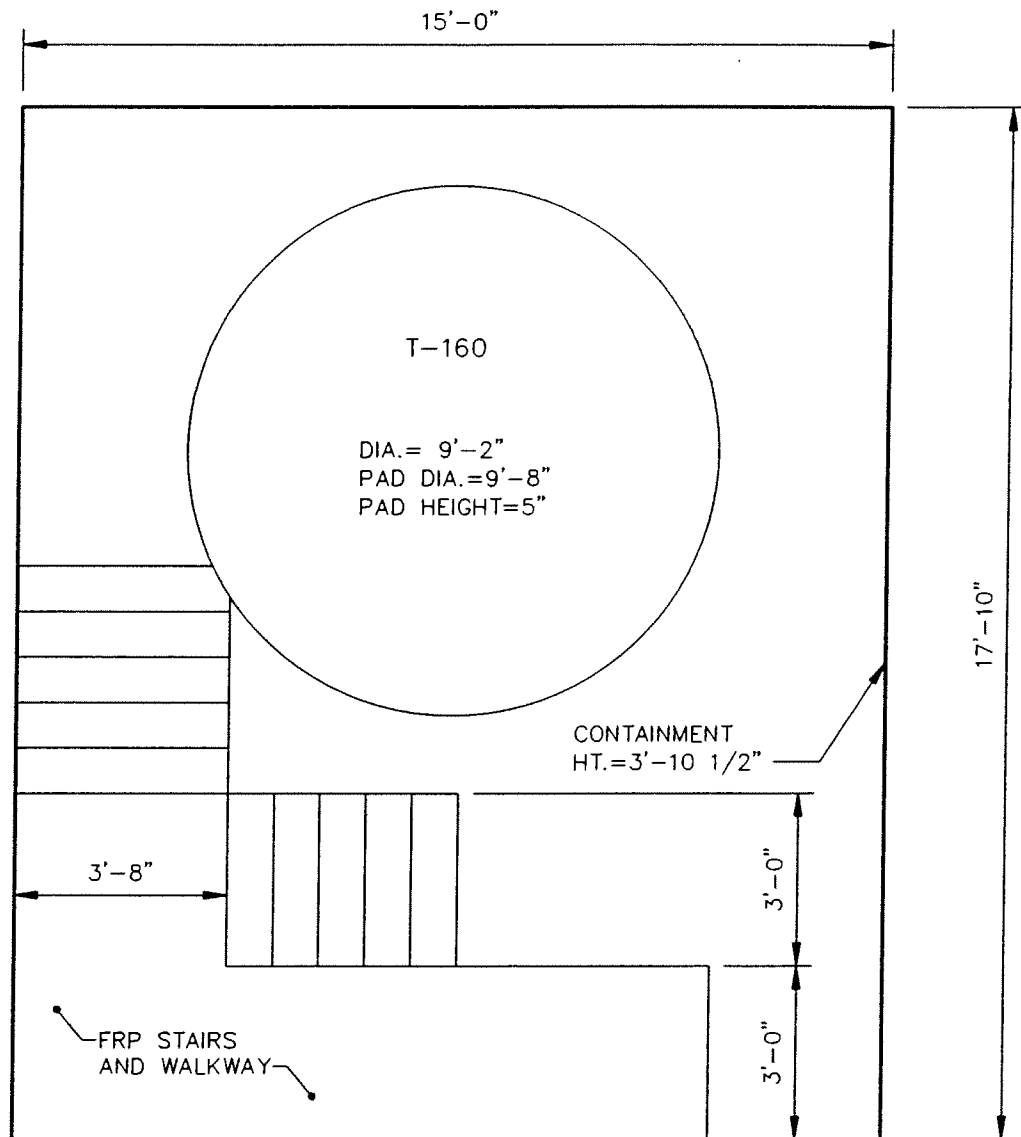 15'-0"
T-160
DIA.= 9'-2"
PAD DIA.=9'-8"
PAD HEIGHT=5"
17'-10"
CONTAINMENT
HT.=3'-10 1/2"
3'-8"
3'-0"
FRP STAIRS
AND WALKWAY
3'-0"